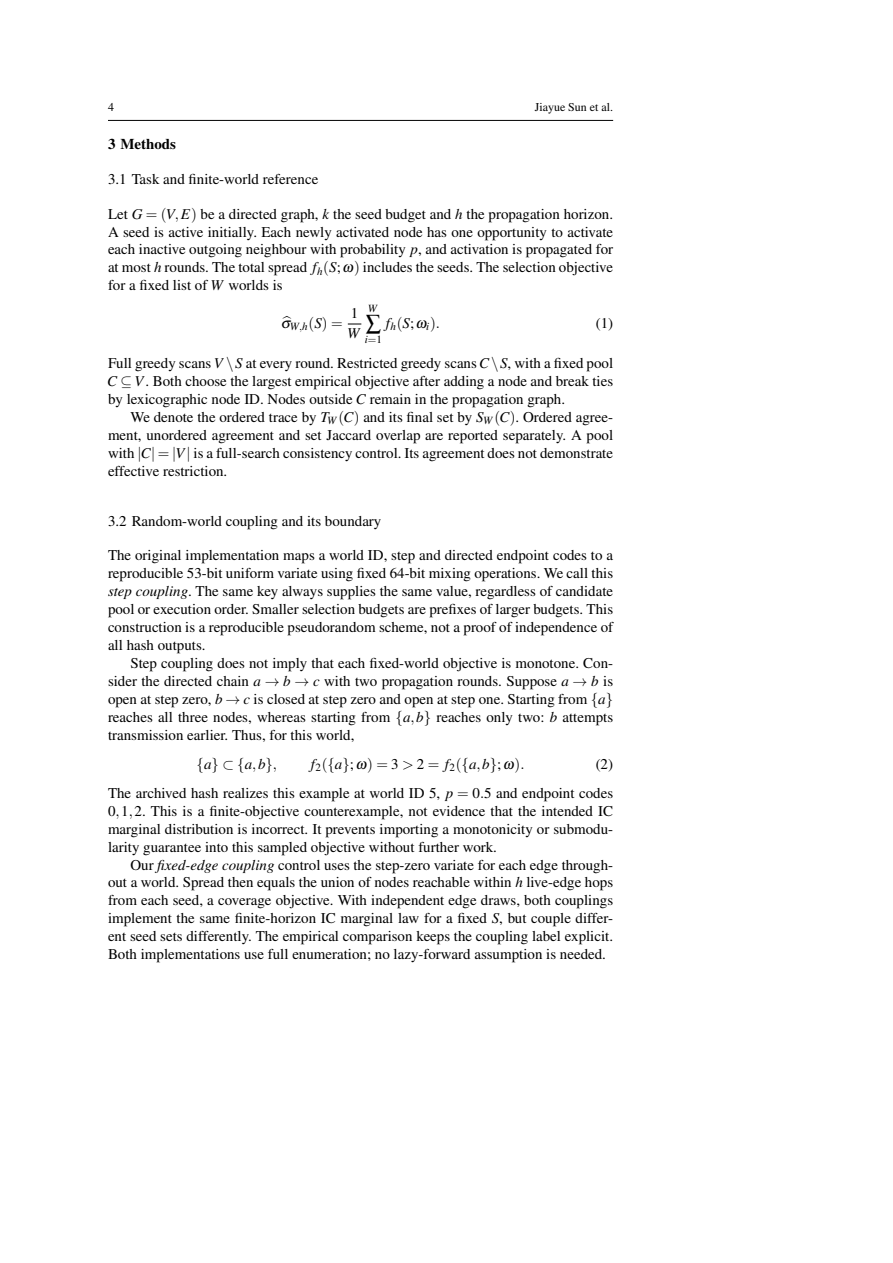 4 Jiayue Sun et al.
3 Methods
3.1 Task and finite-world reference
Let G = (V,E) be a directed graph, k the seed budget and h the propagation horizon.
A seed is active initially. Each newly activated node has one opportunity to activate
each inactive outgoing neighbour with probability p, and activation is propagated for
at most h rounds. The total spread fₕ(S;ω) includes the seeds. The selection objective
for a fixed list of W worlds is
σ̂_{W,h}(S) = 1/W ∑_{i=1}^{W} fₕ(S;ωᵢ). (1)
Full greedy scans V \ S at every round. Restricted greedy scans C \ S, with a fixed pool
C ⊆ V. Both choose the largest empirical objective after adding a node and break ties
by lexicographic node ID. Nodes outside C remain in the propagation graph.
We denote the ordered trace by T_W(C) and its final set by S_W(C). Ordered agree-
ment, unordered agreement and set Jaccard overlap are reported separately. A pool
with |C| = |V| is a full-search consistency control. Its agreement does not demonstrate
effective restriction.
3.2 Random-world coupling and its boundary
The original implementation maps a world ID, step and directed endpoint codes to a
reproducible 53-bit uniform variate using fixed 64-bit mixing operations. We call this
step coupling. The same key always supplies the same value, regardless of candidate
pool or execution order. Smaller selection budgets are prefixes of larger budgets. This
construction is a reproducible pseudorandom scheme, not a proof of independence of
all hash outputs.
Step coupling does not imply that each fixed-world objective is monotone. Con-
sider the directed chain a → b → c with two propagation rounds. Suppose a → b is
open at step zero, b → c is closed at step zero and open at step one. Starting from {a}
reaches all three nodes, whereas starting from {a,b} reaches only two: b attempts
transmission earlier. Thus, for this world,
{a} ⊂ {a,b}, f₂({a};ω) = 3 > 2 = f₂({a,b};ω). (2)
The archived hash realizes this example at world ID 5, p = 0.5 and endpoint codes
0,1,2. This is a finite-objective counterexample, not evidence that the intended IC
marginal distribution is incorrect. It prevents importing a monotonicity or submodu-
larity guarantee into this sampled objective without further work.
Our fixed-edge coupling control uses the step-zero variate for each edge through-
out a world. Spread then equals the union of nodes reachable within h live-edge hops
from each seed, a coverage objective. With independent edge draws, both couplings
implement the same finite-horizon IC marginal law for a fixed S, but couple differ-
ent seed sets differently. The empirical comparison keeps the coupling label explicit.
Both implementations use full enumeration; no lazy-forward assumption is needed.